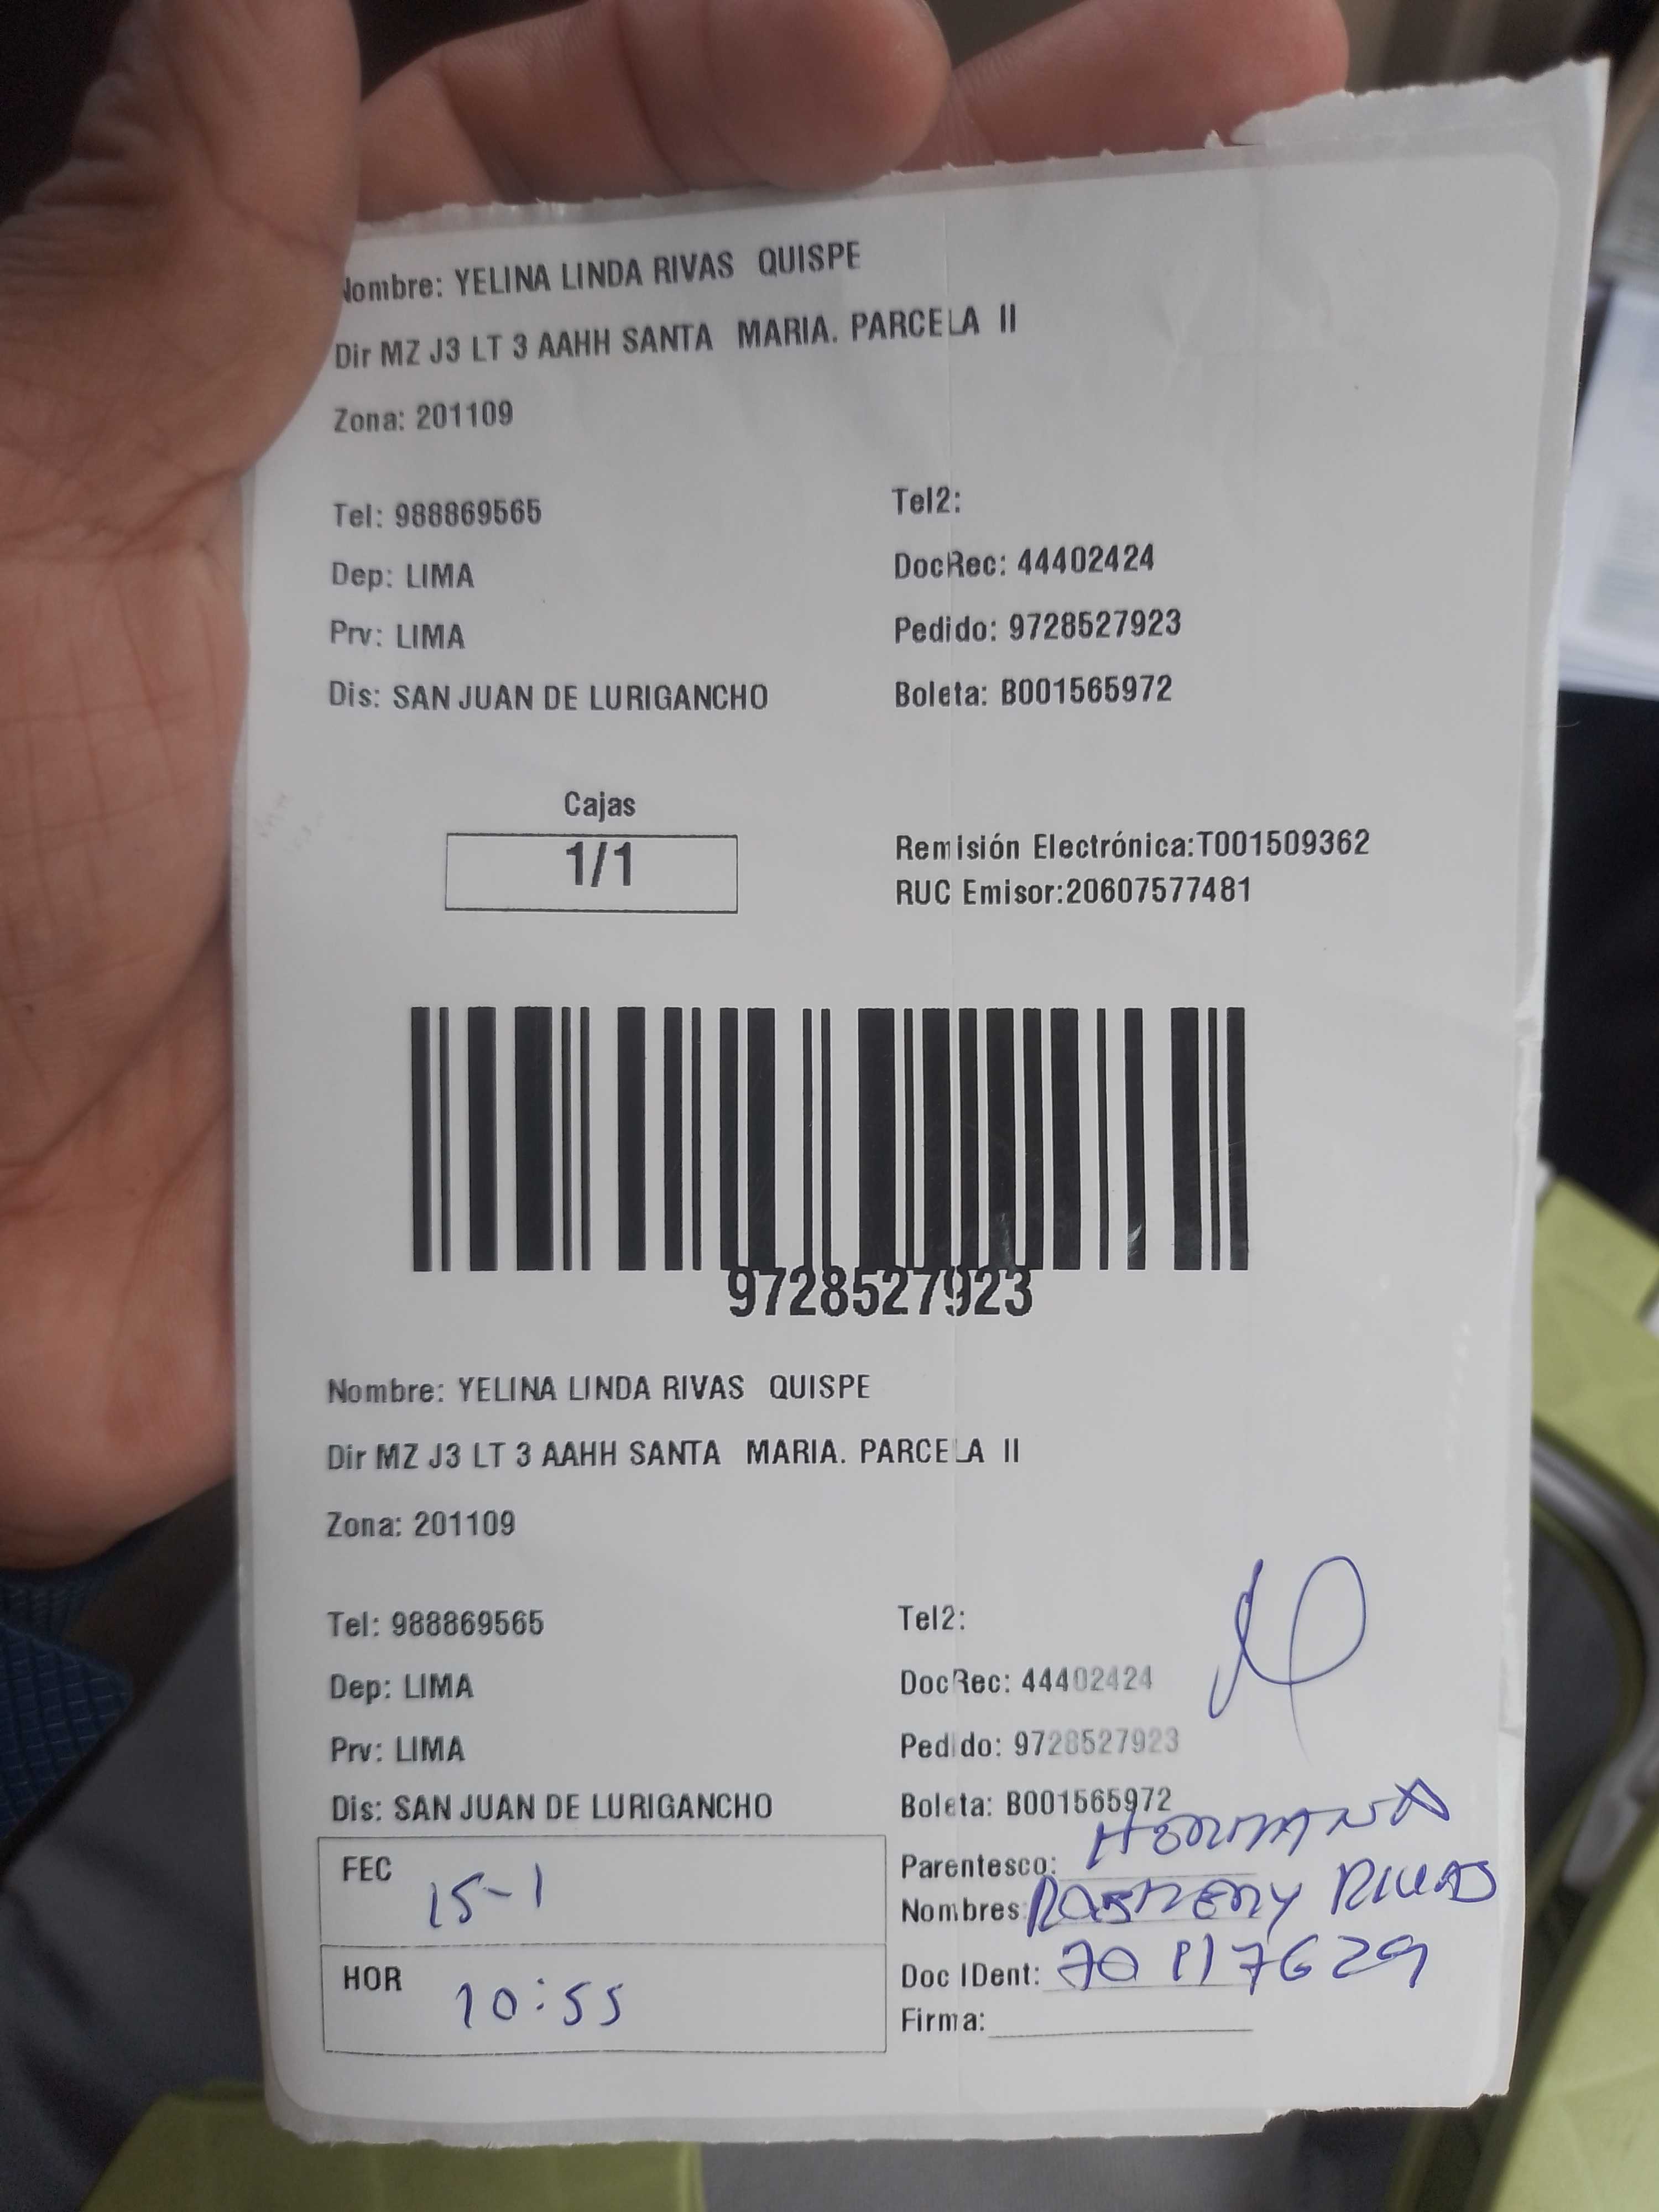 Nombre: YELINA LINDA RIVAS QUISPE
Dir MZ J3 LT 3 AAHH SANTA MARIA. PARCELA II
Zona: 201109
Tel: 988869565 Tel2:
Dep: LIMA DocRec: 44402424
Prv: LIMA Pedido: 9728527923
Dis: SAN JUAN DE LURIGANCHO Boleta: B001565972
Cajas
1/1
Remisión Electrónica:T001509362
RUC Emisor:20607577481
9728527923
Nombre: YELINA LINDA RIVAS QUISPE
Dir MZ J3 LT 3 AAHH SANTA MARIA. PARCELA II
Zona: 201109
Tel: 988869565 Tel2:
Dep: LIMA DocRec: 44402424
Prv: LIMA Pedido: 9728527923
Dis: SAN JUAN DE LURIGANCHO Boleta: B001565972
FEC 15-1
HOR 10:55
Parentesco: HERMANA
Nombres: RIVAS
Doc IDent:
Firma: